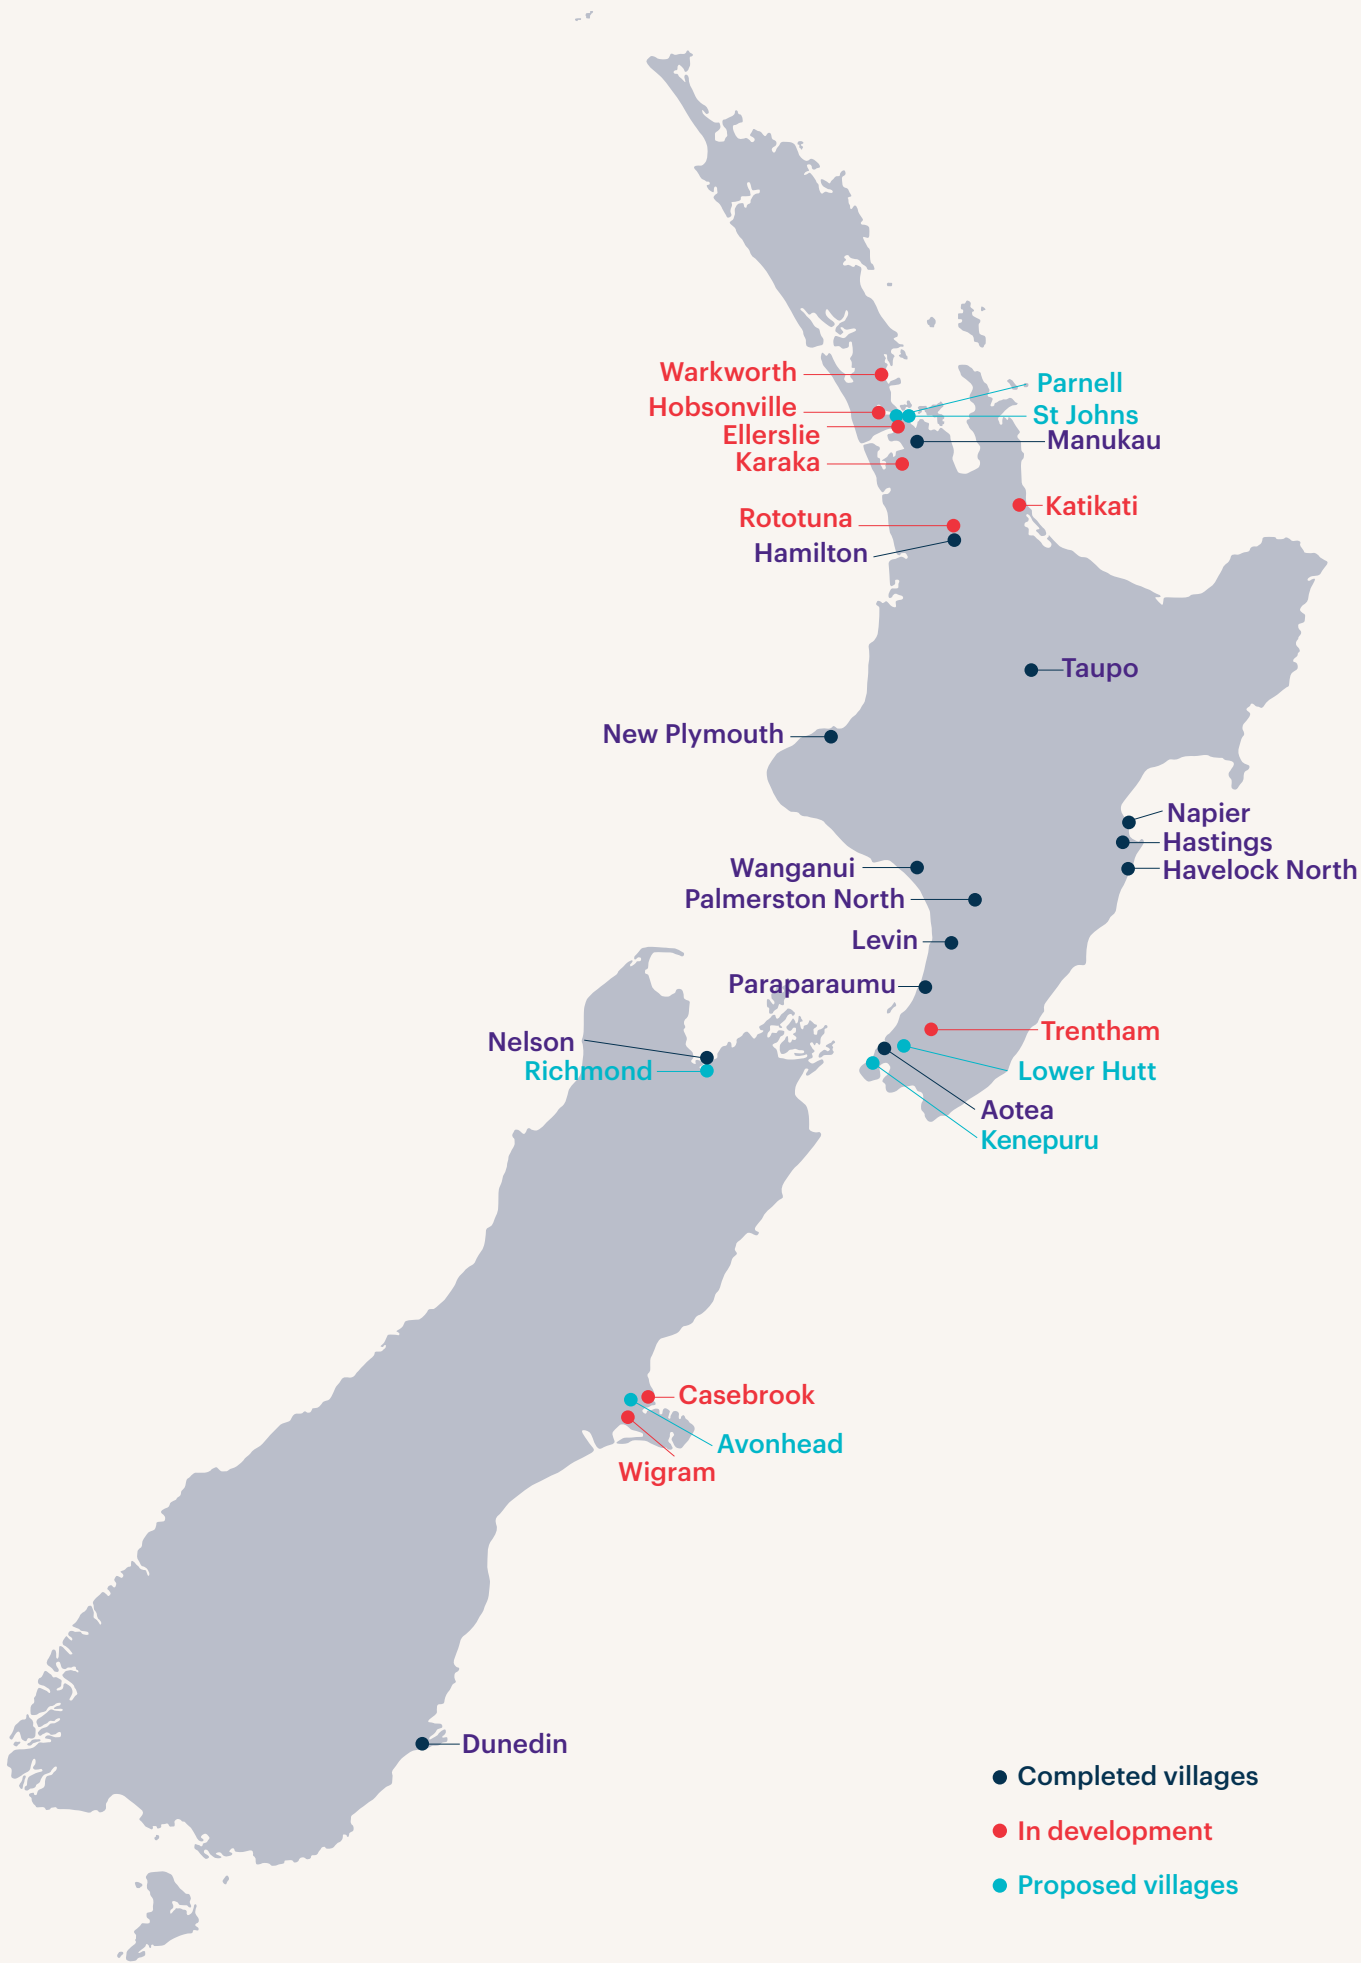 Warkworth
Parnell
Hobsonville
St Johns
Ellerslie
Manukau
Karaka
Katikati
Rototuna
Hamilton
Taupo
New Plymouth
Napier
Hastings
Wanganui
Havelock North
Palmerston North
Levin
Paraparaumu
Trentham
Nelson
Richmond
Lower Hutt
Aotea
Kenepuru
Casebrook
Avonhead
Wigram
Dunedin
Completed villages
In development
Proposed villages